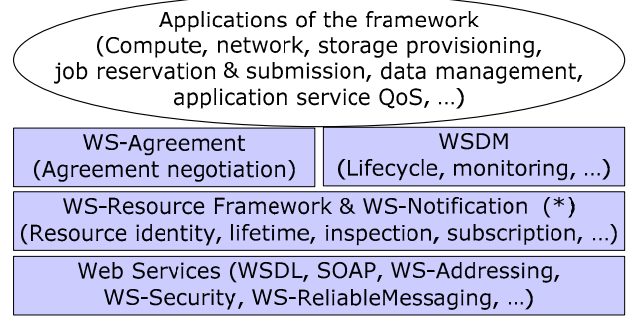 Applications of the framework
(Compute, network, storage provisioning,
job reservation & submission, data management,
application service QoS, …)
WS-Agreement
(Agreement negotiation)
WSDM
(Lifecycle, monitoring, …)
WS-Resource Framework & WS-Notification (*)
(Resource identity, lifetime, inspection, subscription, …)
Web Services (WSDL, SOAP, WS-Addressing,
WS-Security, WS-ReliableMessaging, …)